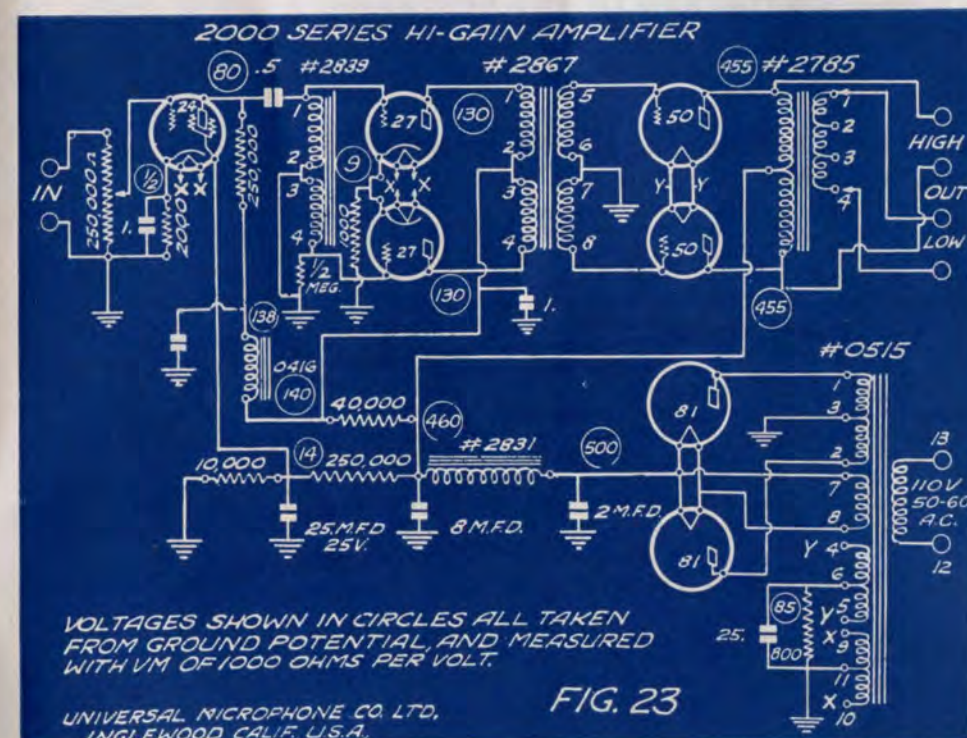 2000 SERIES HI-GAIN AMPLIFIER
80 .5 #2839 #2867 455 #2785
24 1 27 130 1 5 50 1
250,000 2 9 2 6 2 HIGH
IN 250,000Ω 1/2 X X 3 X X 3 7 Y Y 3 OUT
1. 2000 4 1000 4 8 4 LOW
1/2 MEG. 27 130 50 455
1.
138
0416
140
#0515
40,000 460 81 1 3 2
10,000 14 250,000 #2831 500 7 8 13
110V
50-60
A.C.
12
25.M.F.D 8 M.F.D. 2 M.F.D.
25V.
81
Y 4
6
85 Y 5
25. X 9
800 11
X 10
VOLTAGES SHOWN IN CIRCLES ALL TAKEN
FROM GROUND POTENTIAL, AND MEASURED
WITH VM OF 1000 OHMS PER VOLT.
FIG. 23
UNIVERSAL MICROPHONE CO. LTD,
INGLEWOOD CALIF. U.S.A.